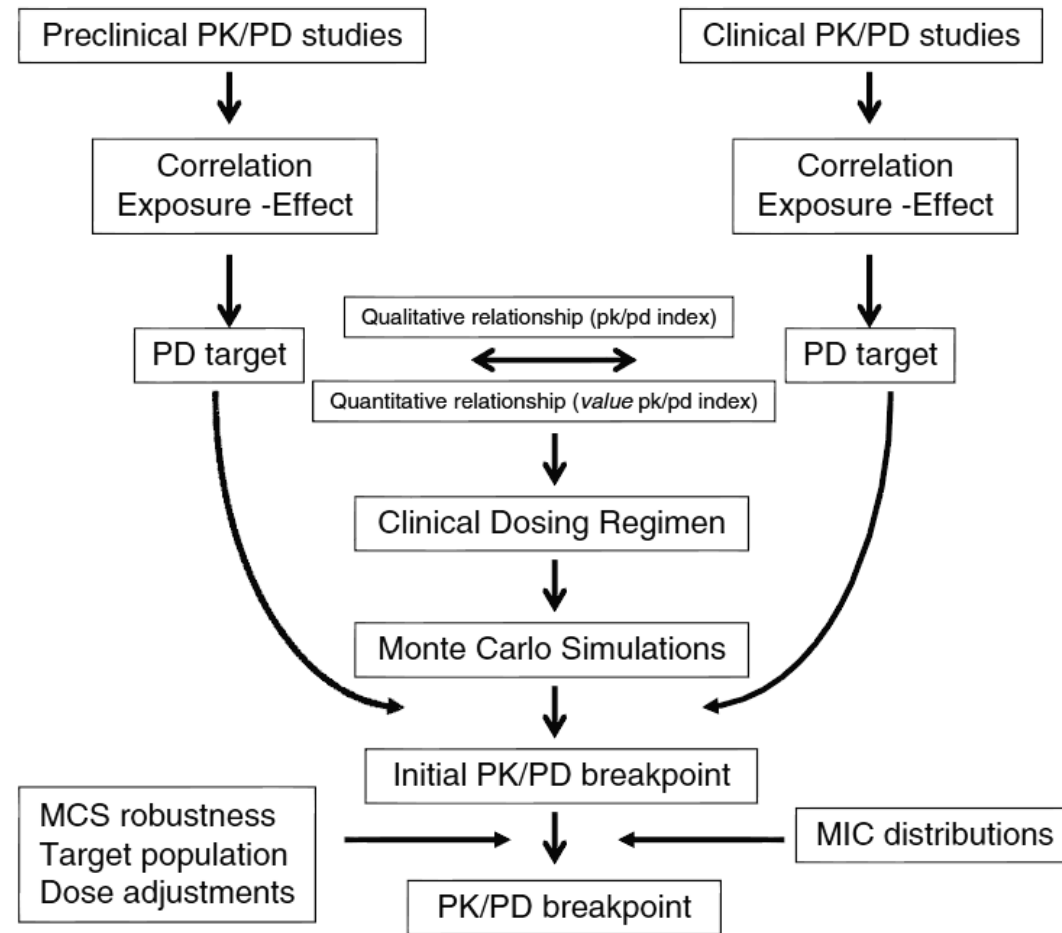 Preclinical PK/PD studies
Clinical PK/PD studies
Correlation
Exposure -Effect
Correlation
Exposure -Effect
Qualitative relationship (pk/pd index)
PD target
PD target
Quantitative relationship (value pk/pd index)
Clinical Dosing Regimen
Monte Carlo Simulations
Initial PK/PD breakpoint
MCS robustness
Target population
Dose adjustments
MIC distributions
PK/PD breakpoint